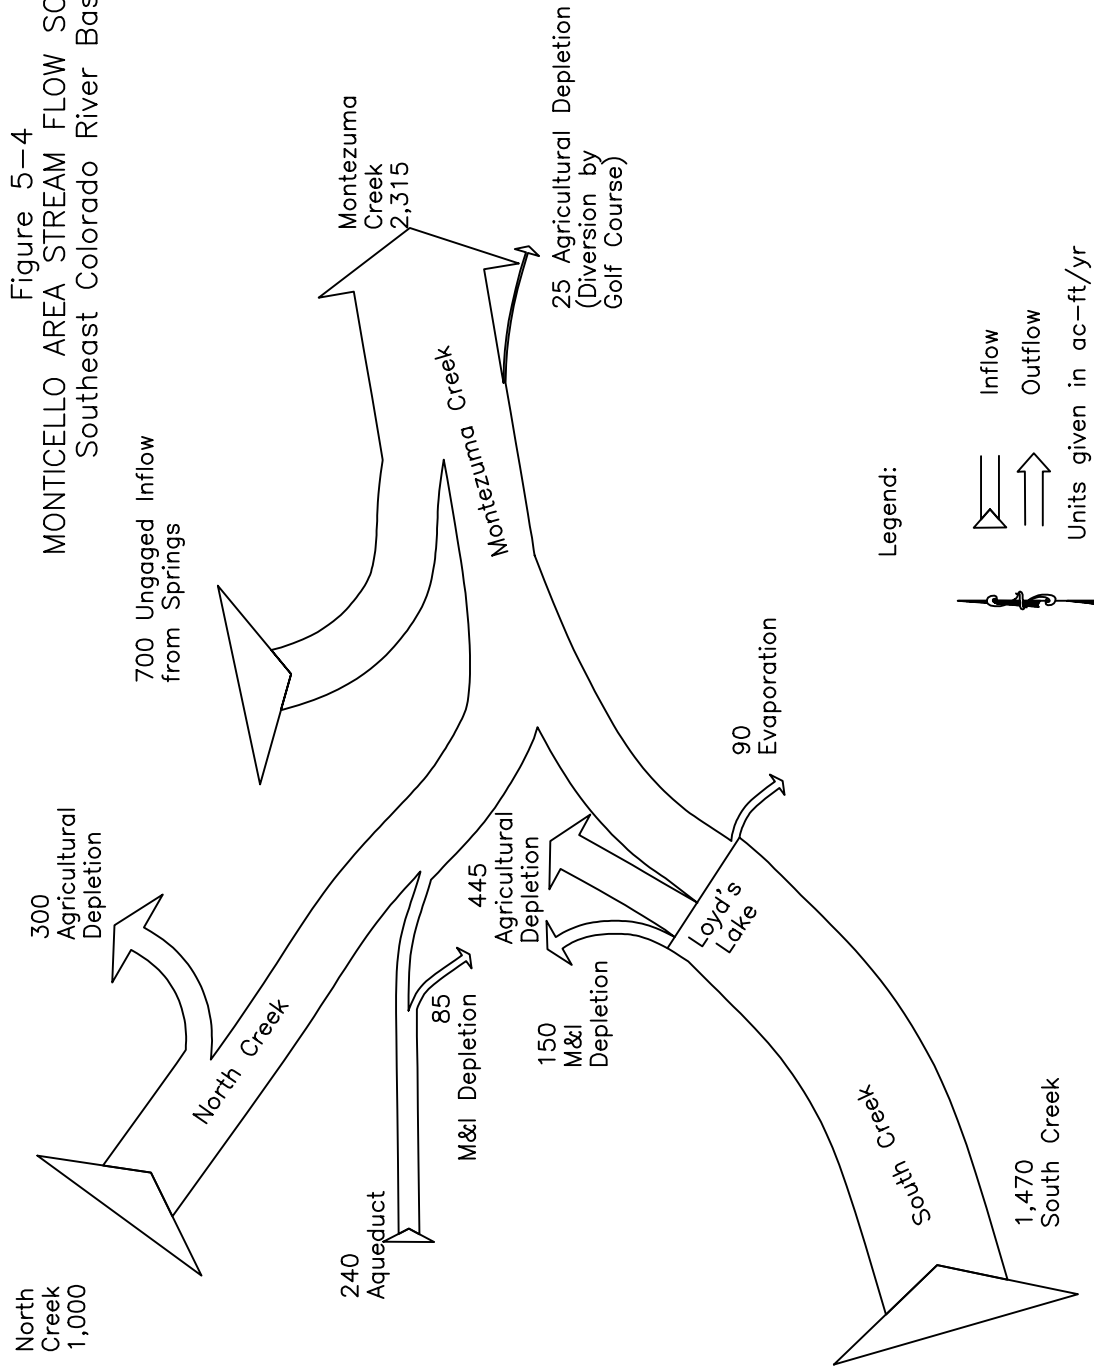 Figure 5-4
MONTICELLO AREA STREAM FLOW
Southeast Colorado River
Montezuma
Creek
2,315
25 Agricultural Depletion
(Diversion by
Golf Course)
700 Ungaged Inflow
from Springs
Montezuma Creek
300
Agricultural
Depletion
North
Creek
1,000
North Creek
240
Aqueduct
85
M&I Depletion
445
Agricultural
Depletion
150
M&I
Depletion
90
Evaporation
Loyd's
Lake
South Creek
1,470
South Creek
Legend:
Inflow
Outflow
Units given in ac-ft/yr